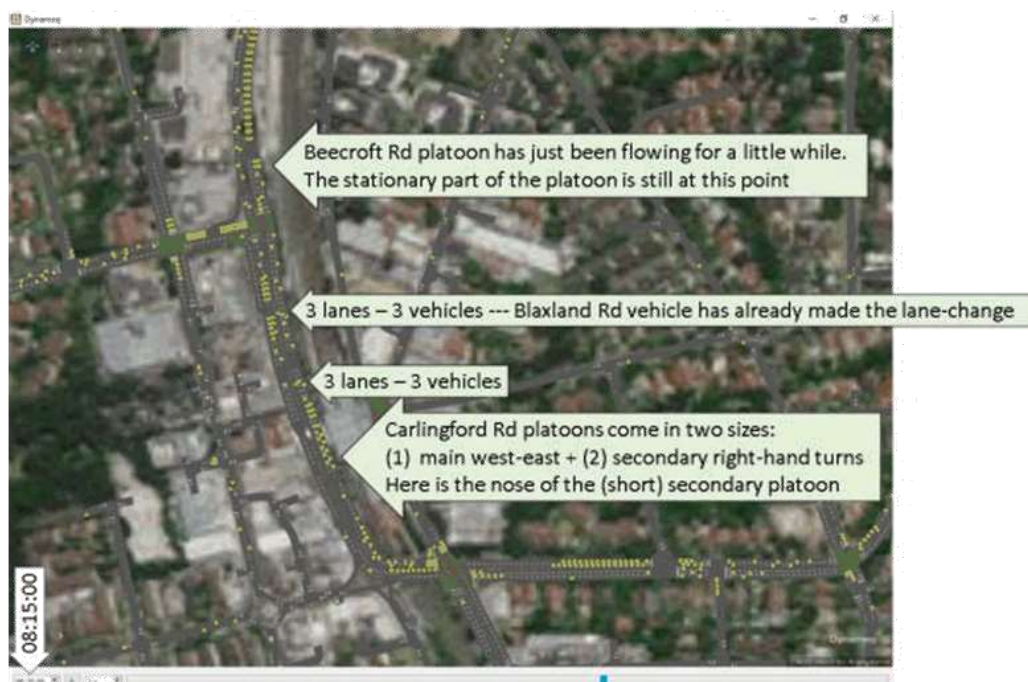 Dynameq
Beecroft Rd platoon has just been flowing for a little while.
The stationary part of the platoon is still at this point
3 lanes – 3 vehicles --- Blaxland Rd vehicle has already made the lane-change
3 lanes – 3 vehicles
Carlingford Rd platoons come in two sizes:
(1) main west-east + (2) secondary right-hand turns
Here is the nose of the (short) secondary platoon
08:15:00
Dynameq